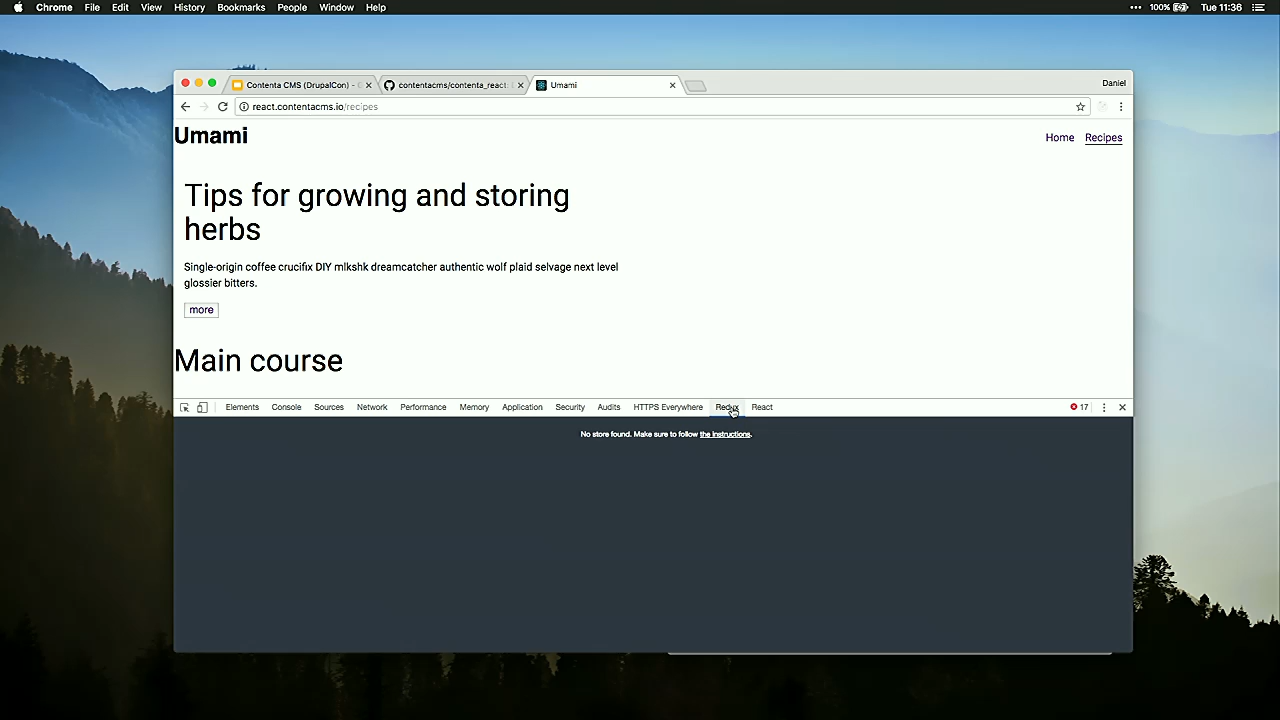 Chrome File Edit View History Bookmarks People Window Help
100% Tue 11:36
Contenta CMS (DrupalCon) -
contentacms/contenta_react:
Umami
Daniel
react.contentacms.io/recipes
Umami
Home Recipes
Tips for growing and storing
herbs
Single-origin coffee crucifix DIY mlkshk dreamcatcher authentic wolf plaid selvage next level
glossier bitters.
more
Main course
Elements Console Sources Network Performance Memory Application Security Audits HTTPS Everywhere Redux React
17
No store found. Make sure to follow the instructions.